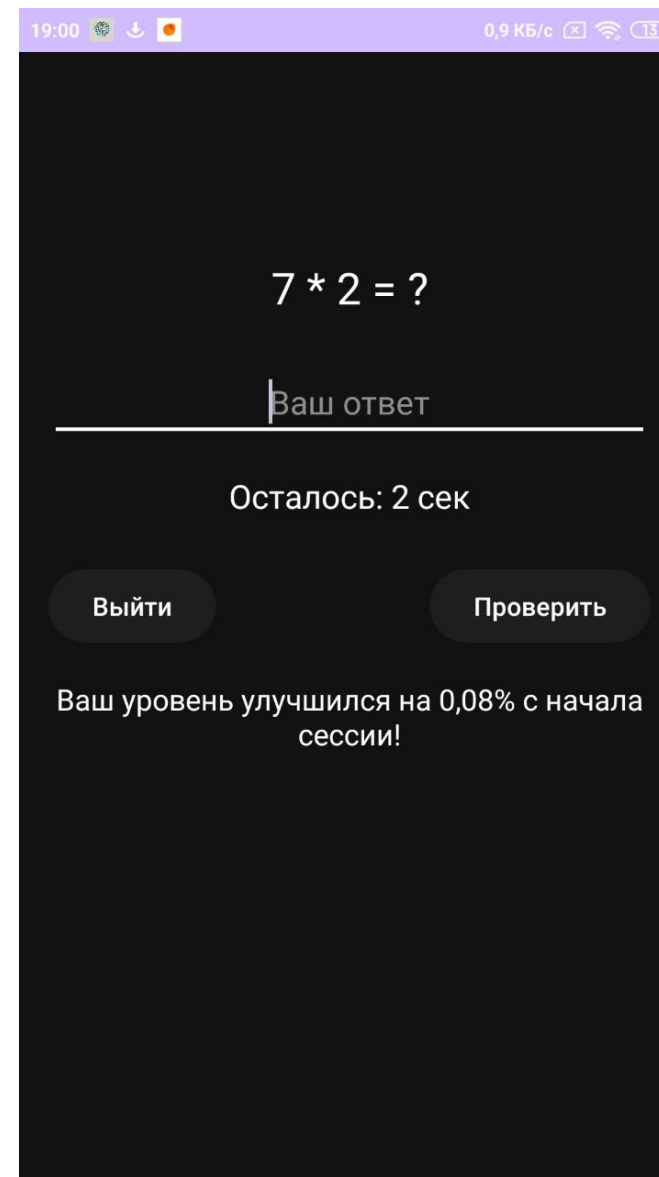 19:00 0,9 КБ/с 13
7 * 2 = ?
Ваш ответ
Осталось: 2 сек
Выйти Проверить
Ваш уровень улучшился на 0,08% с начала
сессии!